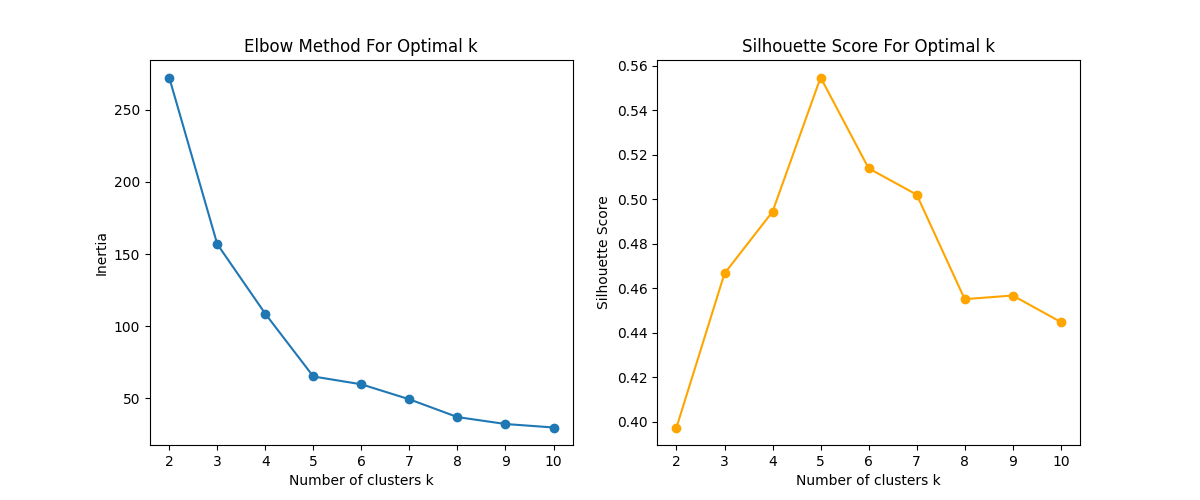 Elbow Method For Optimal k
250
200
150
100
50
Inertia
2 3 4 5 6 7 8 9 10
Number of clusters k
Silhouette Score For Optimal k
0.56
0.54
0.52
0.50
0.48
0.46
0.44
0.42
0.40
Silhouette Score
2 3 4 5 6 7 8 9 10
Number of clusters k